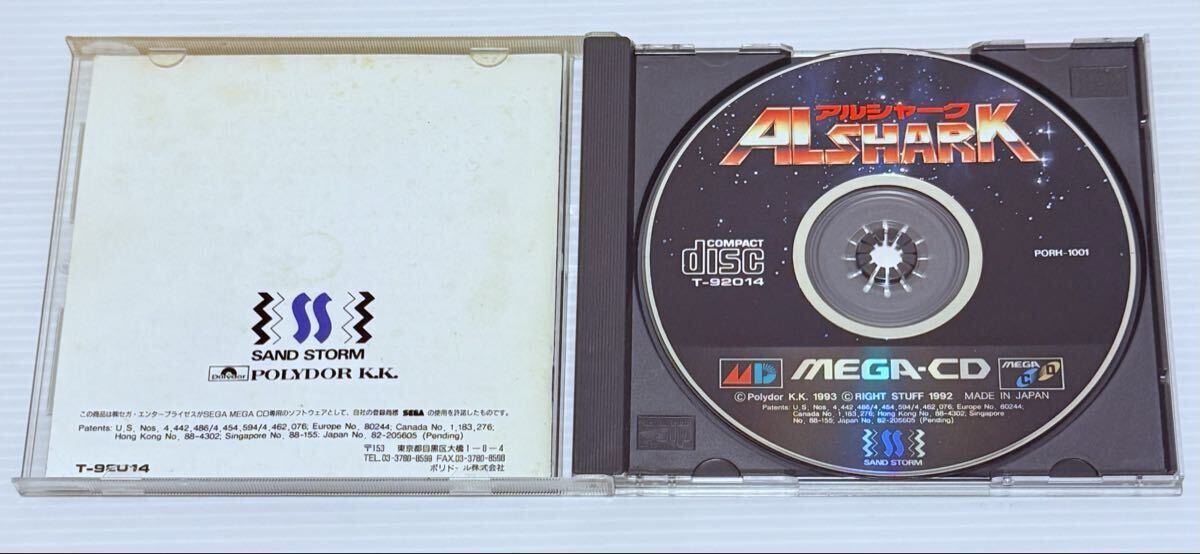 SAND STORM
Polydor POLYDOR K.K.
この商品は㈱セガ・エンタープライゼスがSEGA MEGA CD専用のソフトウェアとして、自社の登録商標 SEGA の使用を許諾したものです。
Patents: U.S. Nos. 4,442,486/4,454,594/4,462,076; Europe No. 80244; Canada No. 1,183,276;
Hong Kong No. 88-4302; Singapore No. 88-155; Japan No. 82-205605 (Pending)
〒153 東京都目黒区大橋1-8-4
TEL.03-3780-8599 FAX.03-3780-8598
ポリドール株式会社
T-92014
アルシャーク
ALSHARK
COMPACT
disc
T-92014
PORH-1001
MEGA-CD
MEGA CD
© Polydor K.K. 1993 © RIGHT STUFF 1992 MADE IN JAPAN
Patents: U.S. Nos. 4,442,486/4,454,594/4,462,076; Europe No. 80244;
Canada No. 1,183,276; Hong Kong No. 88-4302; Singapore
No. 88-155; Japan No. 82-205605 (Pending)
SAND STORM